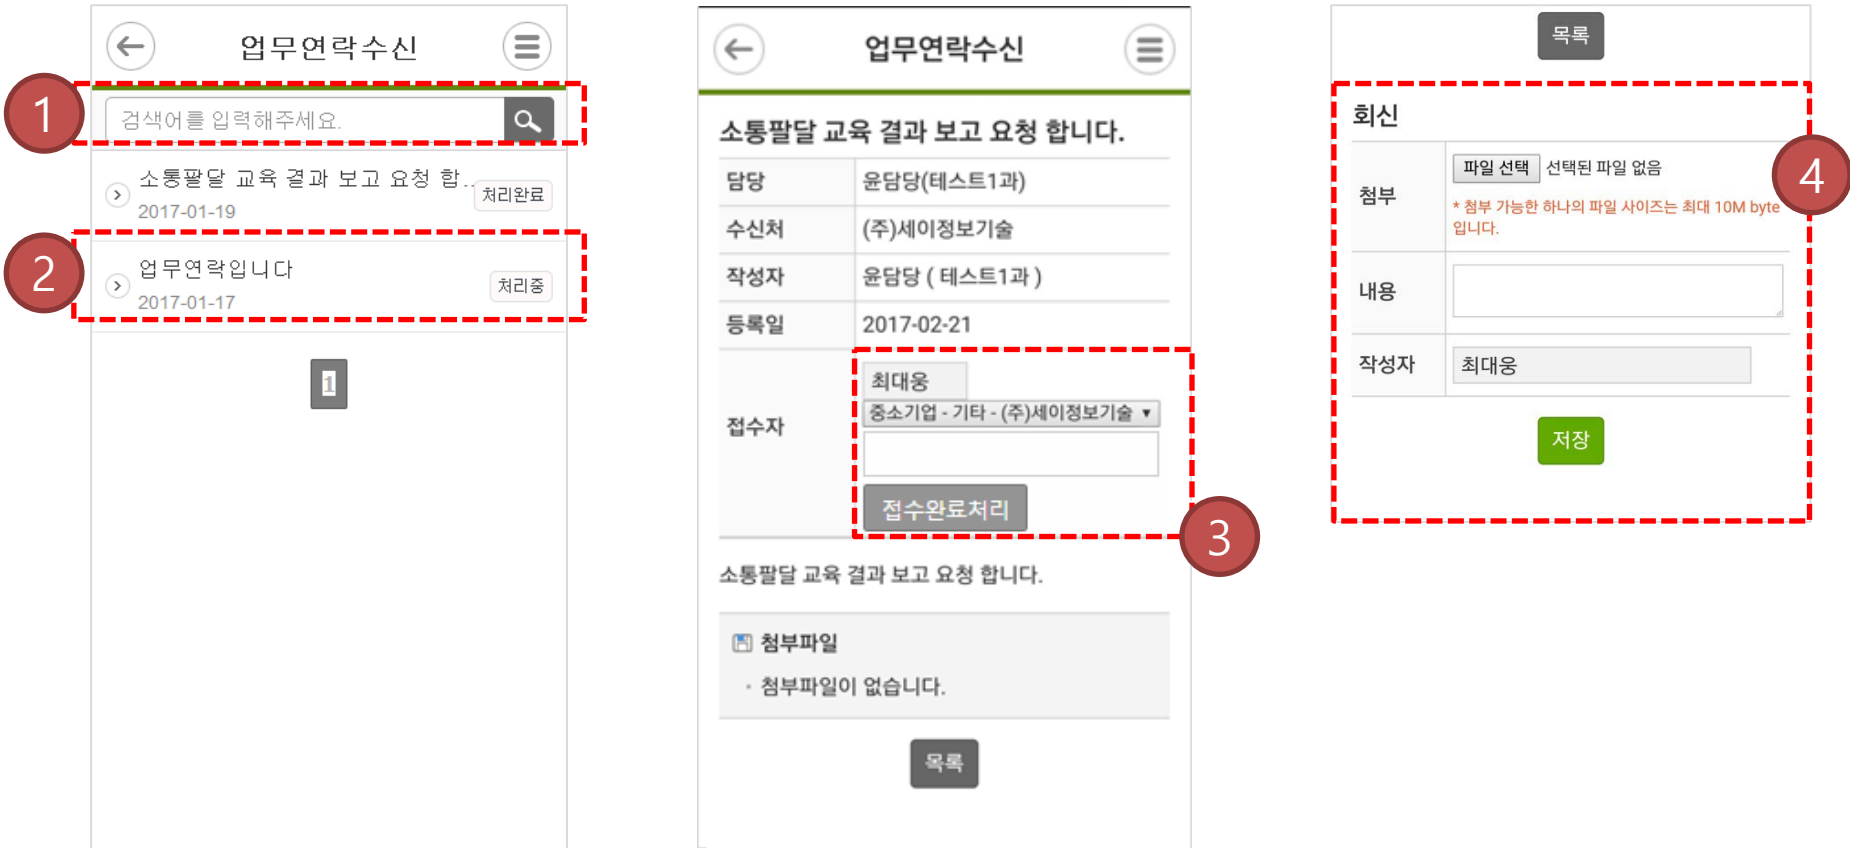 업무연락수신
1
검색어를 입력해주세요.
소통팔달 교육 결과 보고 요청 합...
처리완료
2017-01-19
2
업무연락입니다
처리중
2017-01-17
1
업무연락수신
소통팔달 교육 결과 보고 요청 합니다.
담당 윤담당(테스트1과)
수신처 (주)세이정보기술
작성자 윤담당 ( 테스트1과 )
등록일 2017-02-21
접수자
최대웅
중소기업 - 기타 - (주)세이정보기술
접수완료처리
3
소통팔달 교육 결과 보고 요청 합니다.
첨부파일
· 첨부파일이 없습니다.
목록
목록
회신
4
첨부
파일 선택 선택된 파일 없음
* 첨부 가능한 하나의 파일 사이즈는 최대 10M byte
입니다.
내용
작성자 최대웅
저장